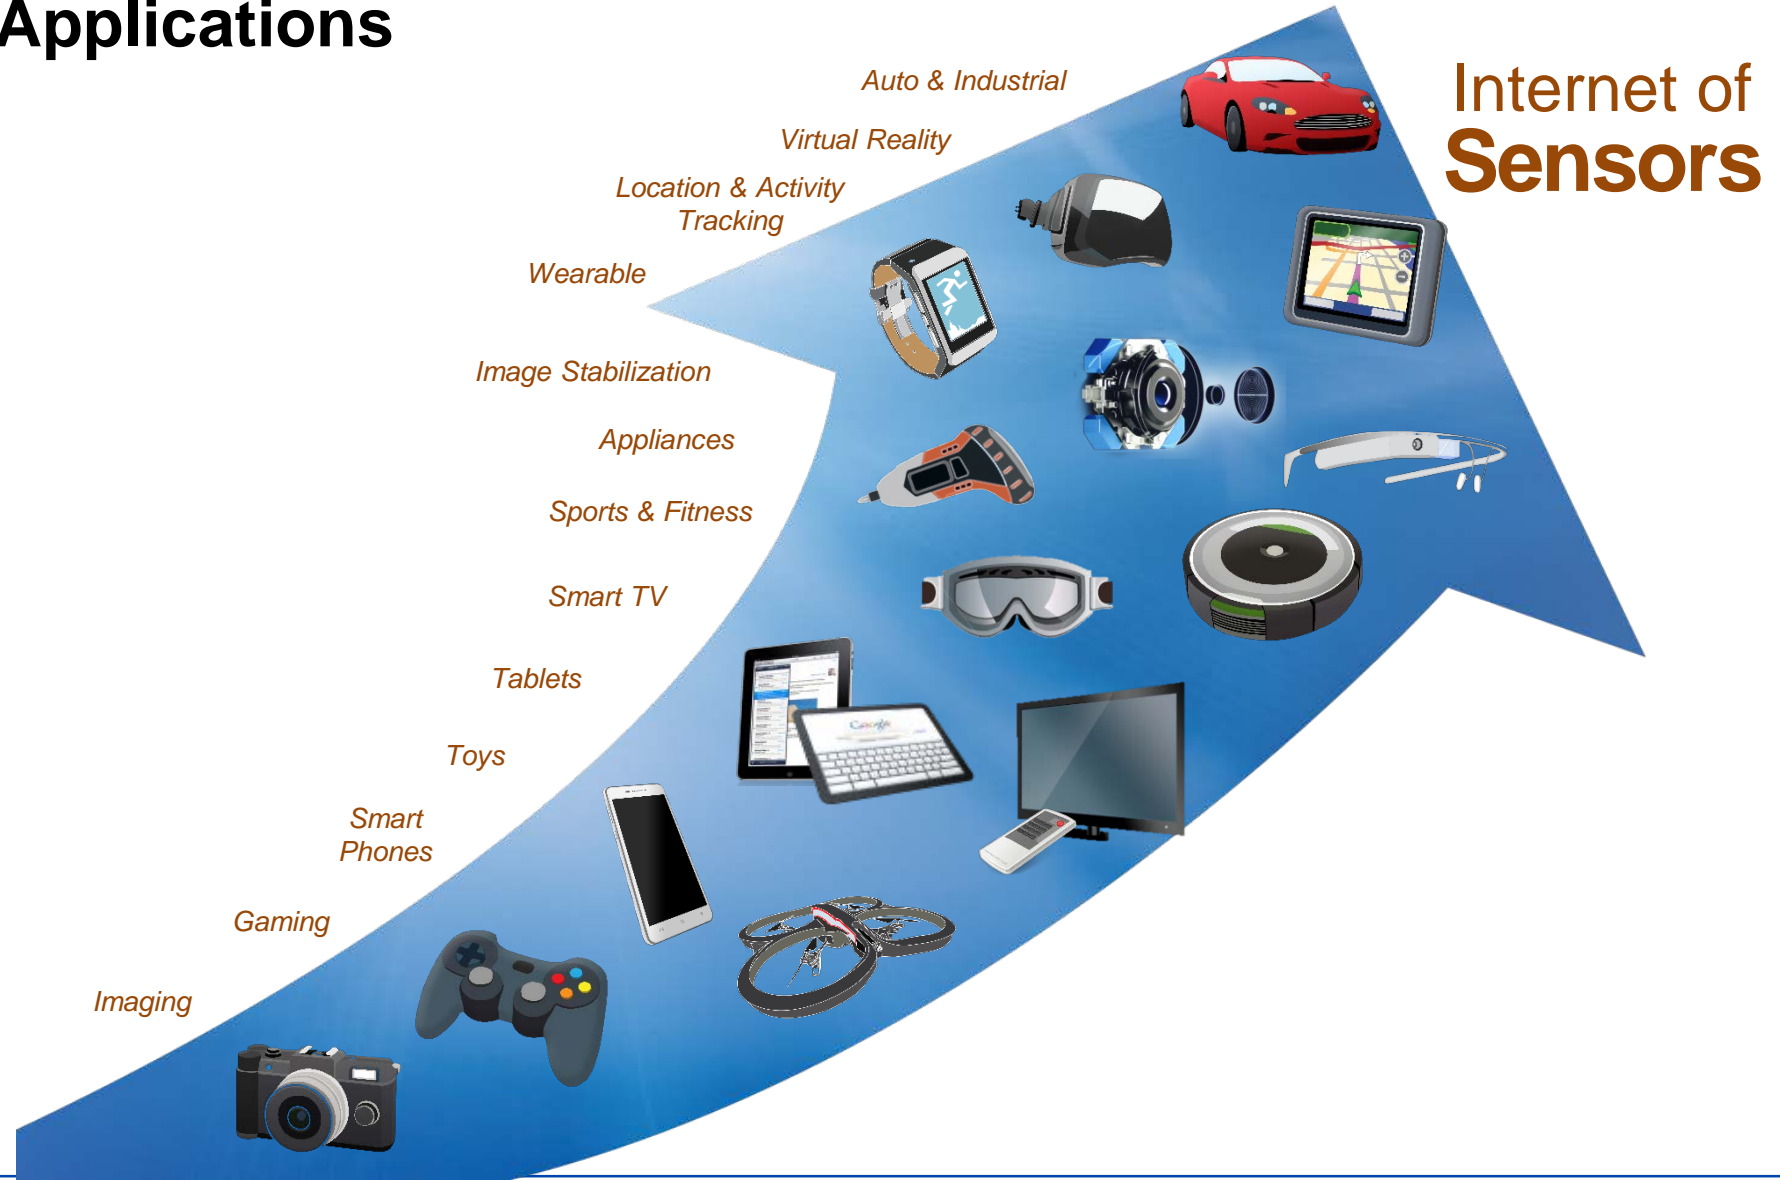 Applications
Internet of
Sensors
Auto & Industrial
Virtual Reality
Location & Activity
Tracking
Wearable
Image Stabilization
Appliances
Sports & Fitness
Smart TV
Tablets
Toys
Smart
Phones
Gaming
Imaging
Google